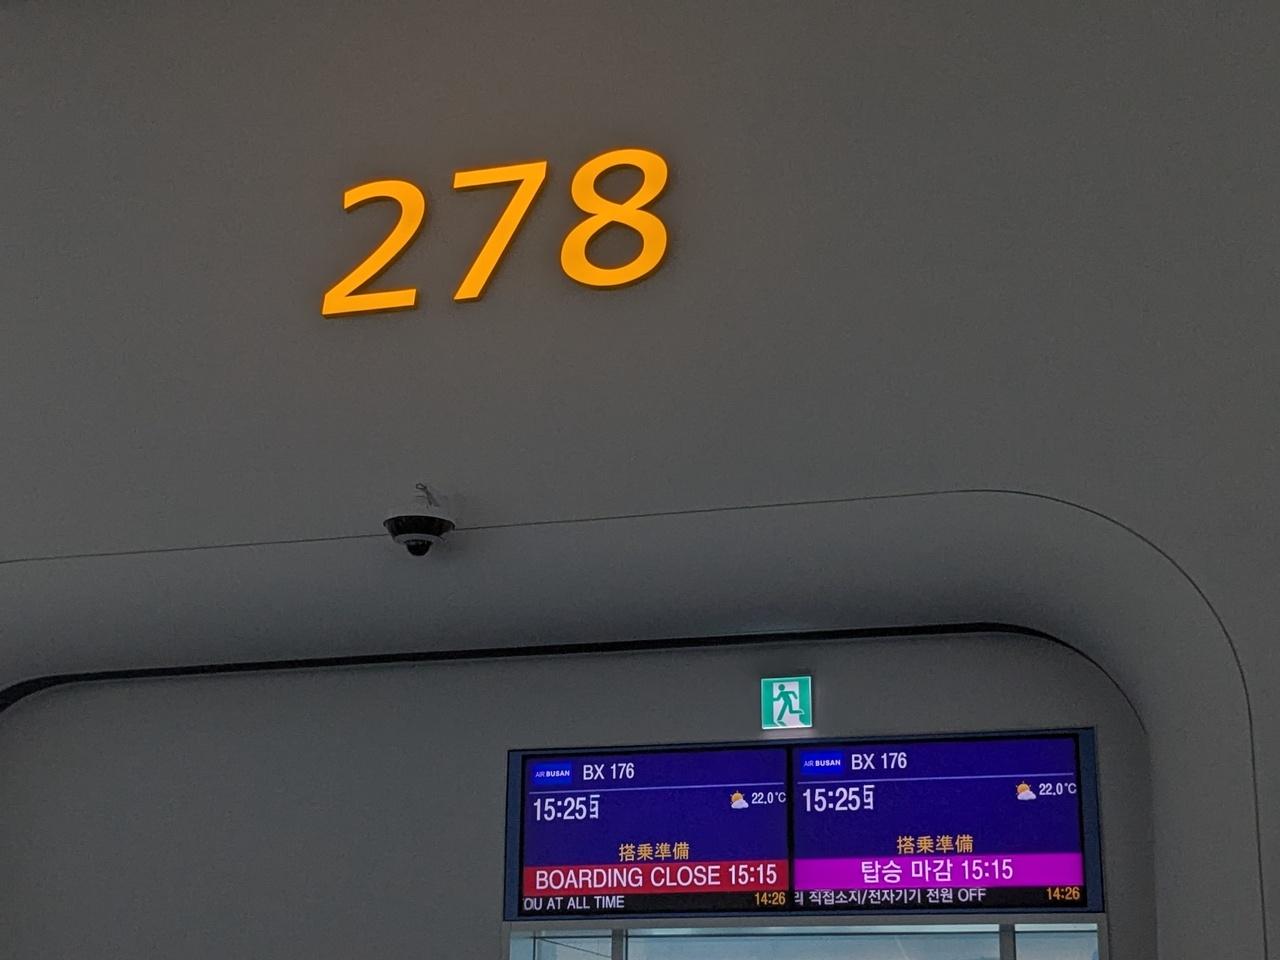 278
AIR BUSAN BX 176
15:25
22.0°C
搭乗準備
BOARDING CLOSE 15:15
OU AT ALL TIME 14:26
AIR BUSAN BX 176
15:25
22.0°C
搭乗準備
탑승 마감 15:15
직접소지/전자기기 전원 OFF 14:26